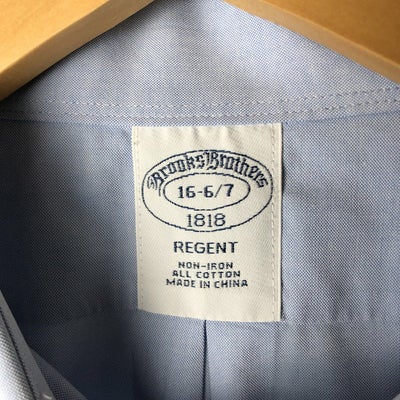 Brooks Brothers
16-6/7
1818
REGENT
NON-IRON
ALL COTTON
MADE IN CHINA